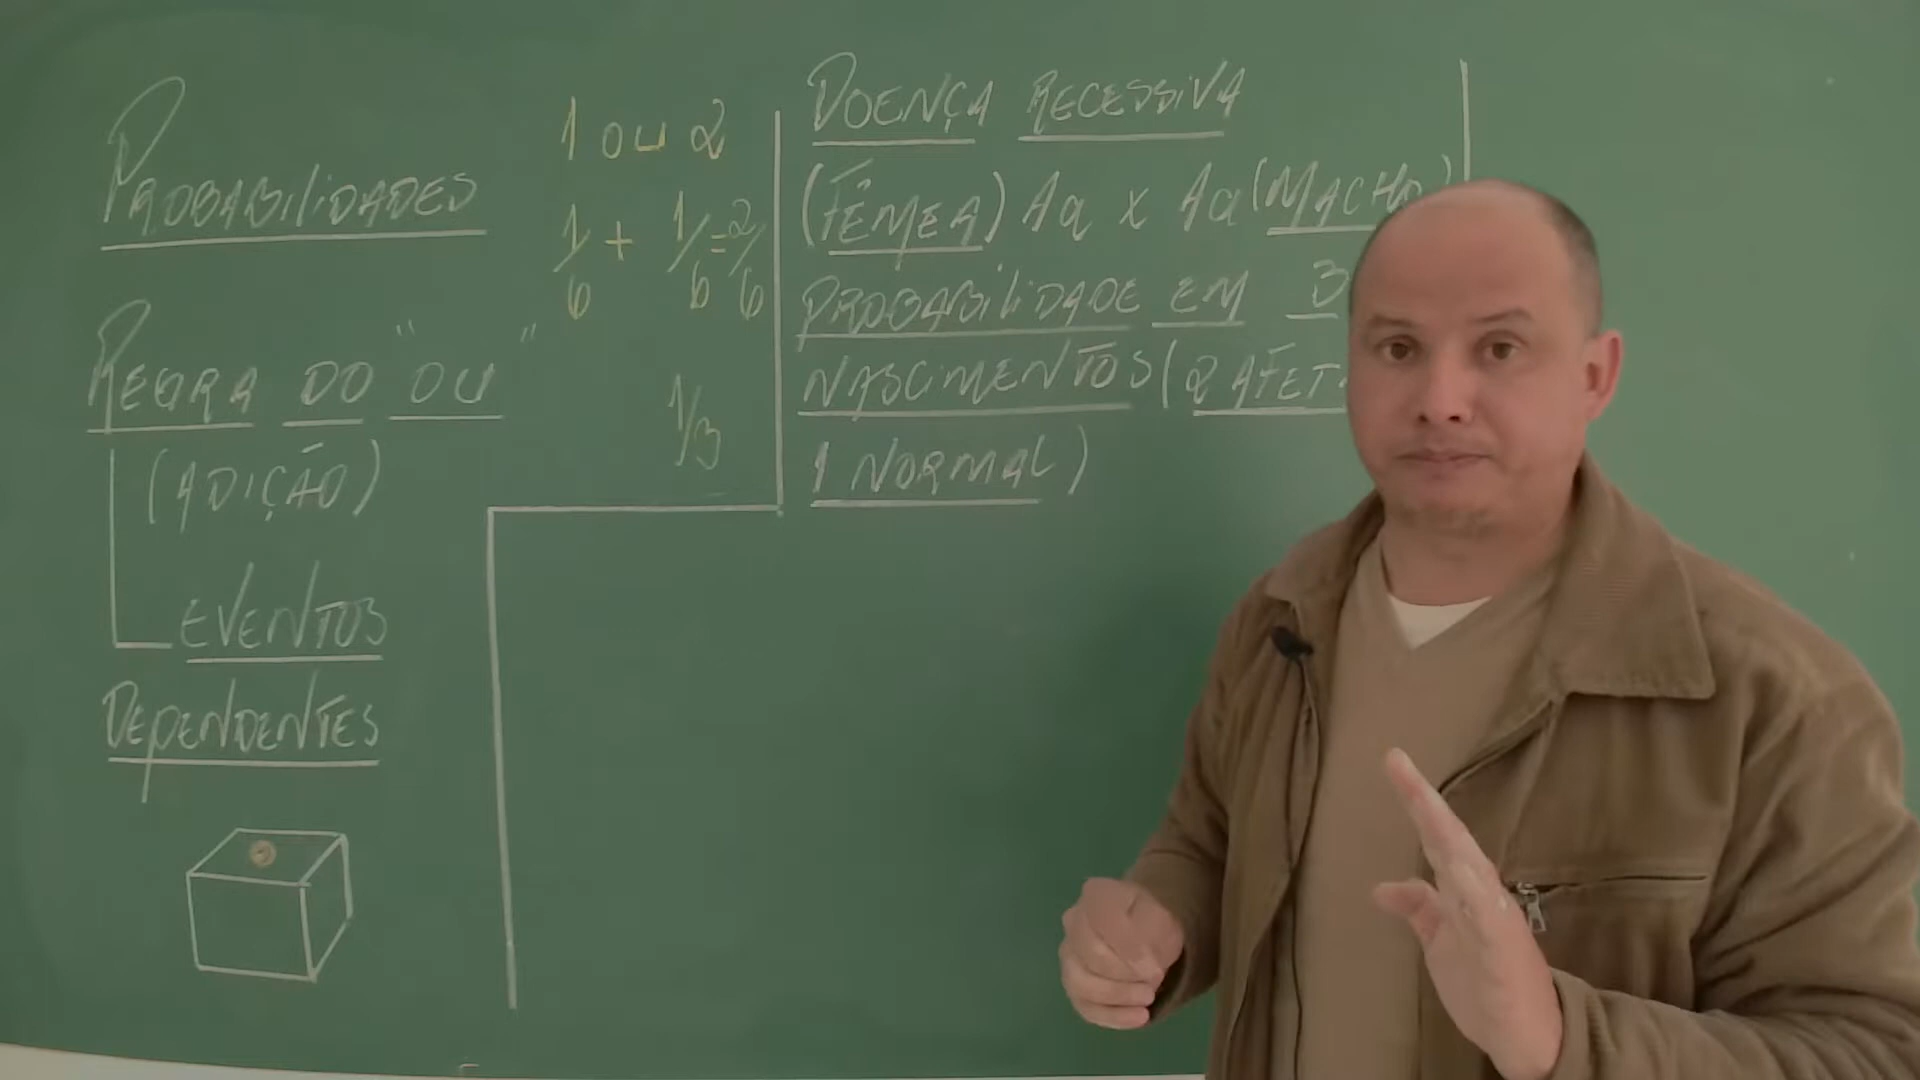 PROBABILIDADES
REGRA DO "OU"
(ADIÇÃO)
EVENTOS
DEPENDENTES
1 OU 2
1/6 + 1/6 = 2/6
1/3
DOENÇA RECESSIVA
(FÊMEA) Aa x Aa (MACHO)
PROBABILIDADE EM 3
NASCIMENTOS (2 AFET
1 NORMAL)